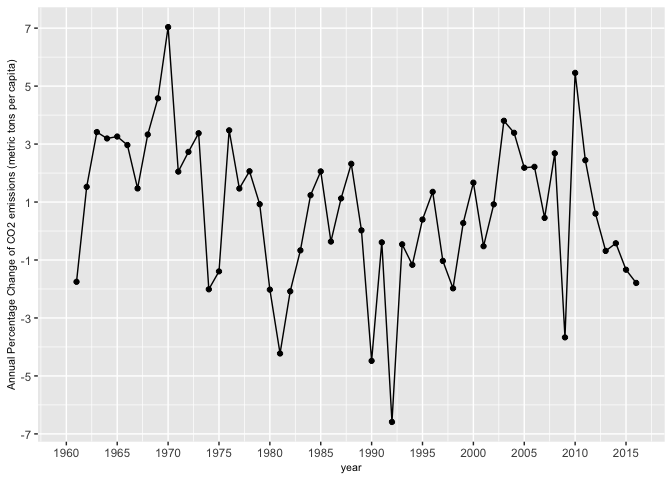 Annual Percentage Change of CO2 emissions (metric tons per capita)
7
5
3
1
-1
-3
-5
-7
1960 1965 1970 1975 1980 1985 1990 1995 2000 2005 2010 2015
year